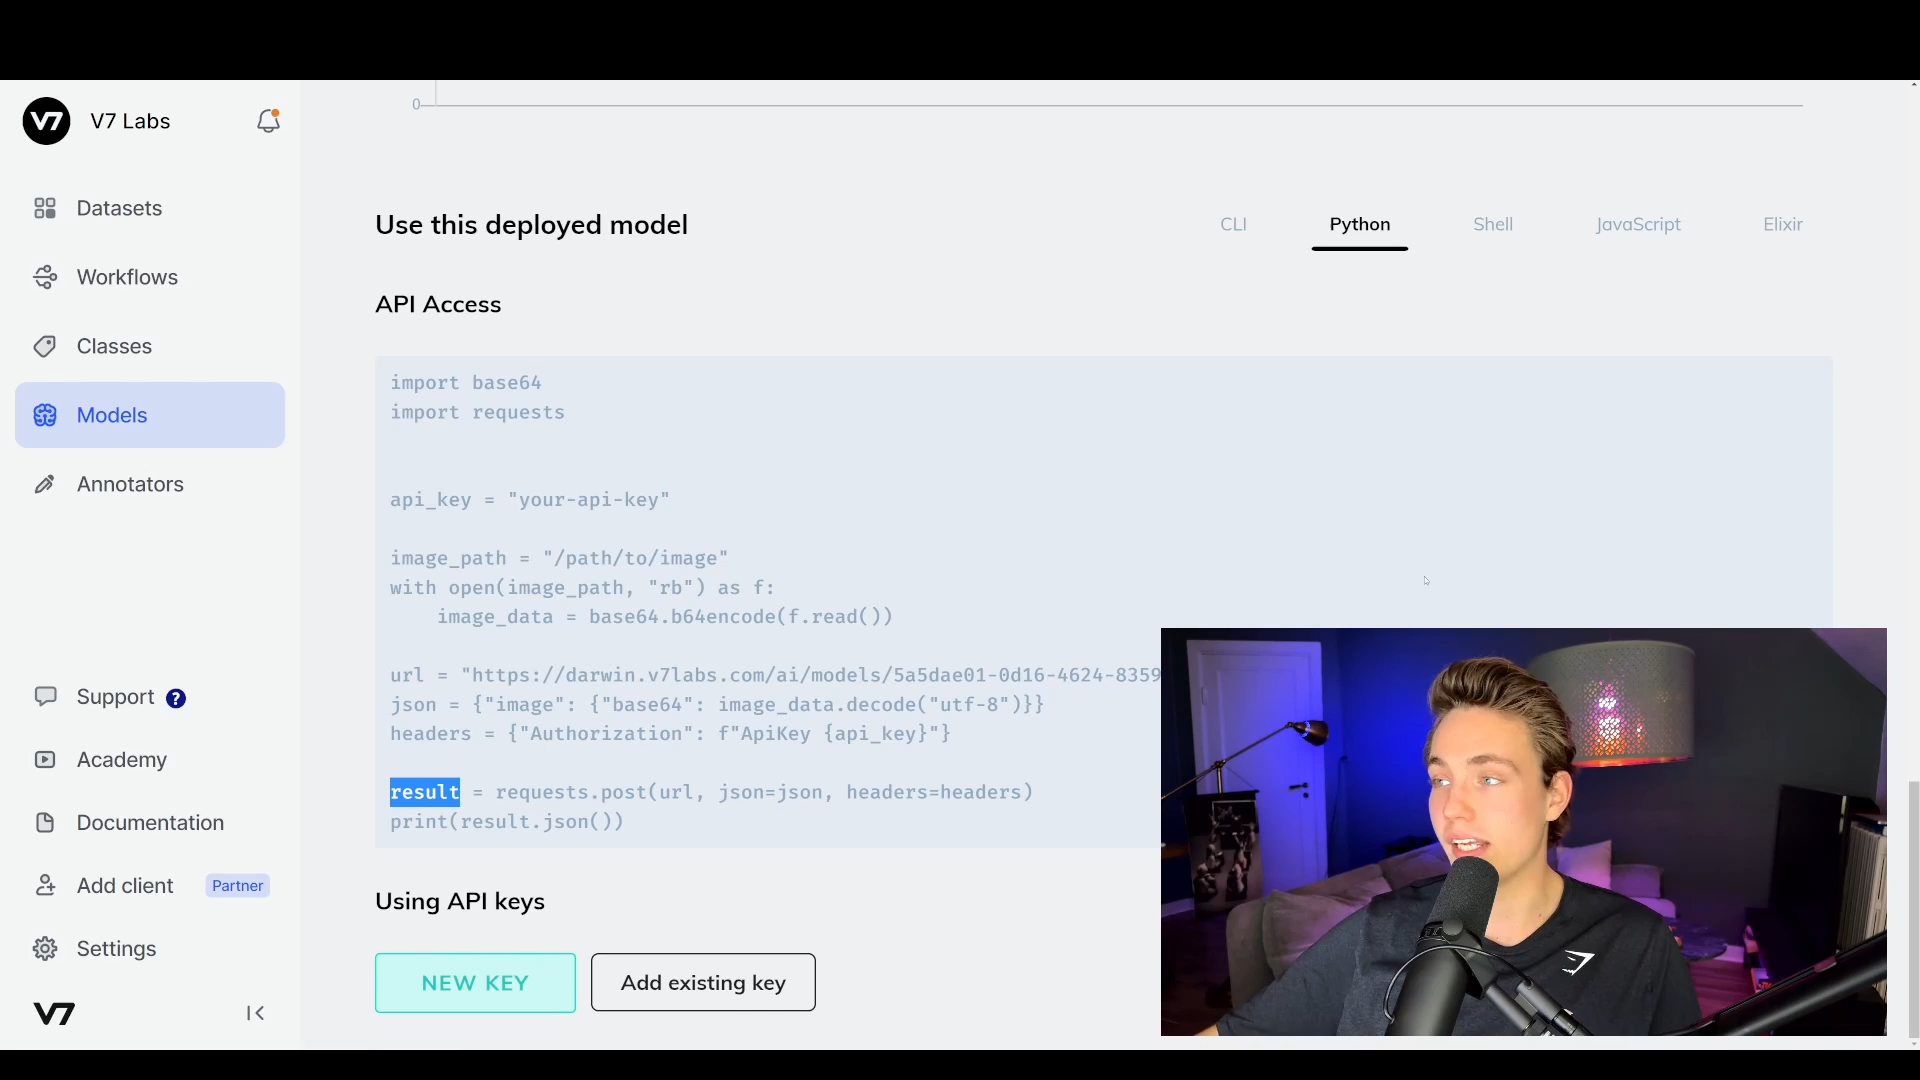 V7 V7 Labs
Datasets
Workflows
Classes
Models
Annotators
Support ?
Academy
Documentation
Add client Partner
Settings
V7
0
Use this deployed model
CLI Python Shell JavaScript Elixir
API Access
import base64
import requests
api_key = "your-api-key"
image_path = "/path/to/image"
with open(image_path, "rb") as f:
    image_data = base64.b64encode(f.read())
url = "https://darwin.v7labs.com/ai/models/5a5dae01-0d16-4624-8359
json = {"image": {"base64": image_data.decode("utf-8")}}
headers = {"Authorization": f"ApiKey {api_key}"}
result = requests.post(url, json=json, headers=headers)
print(result.json())
Using API keys
NEW KEY Add existing key